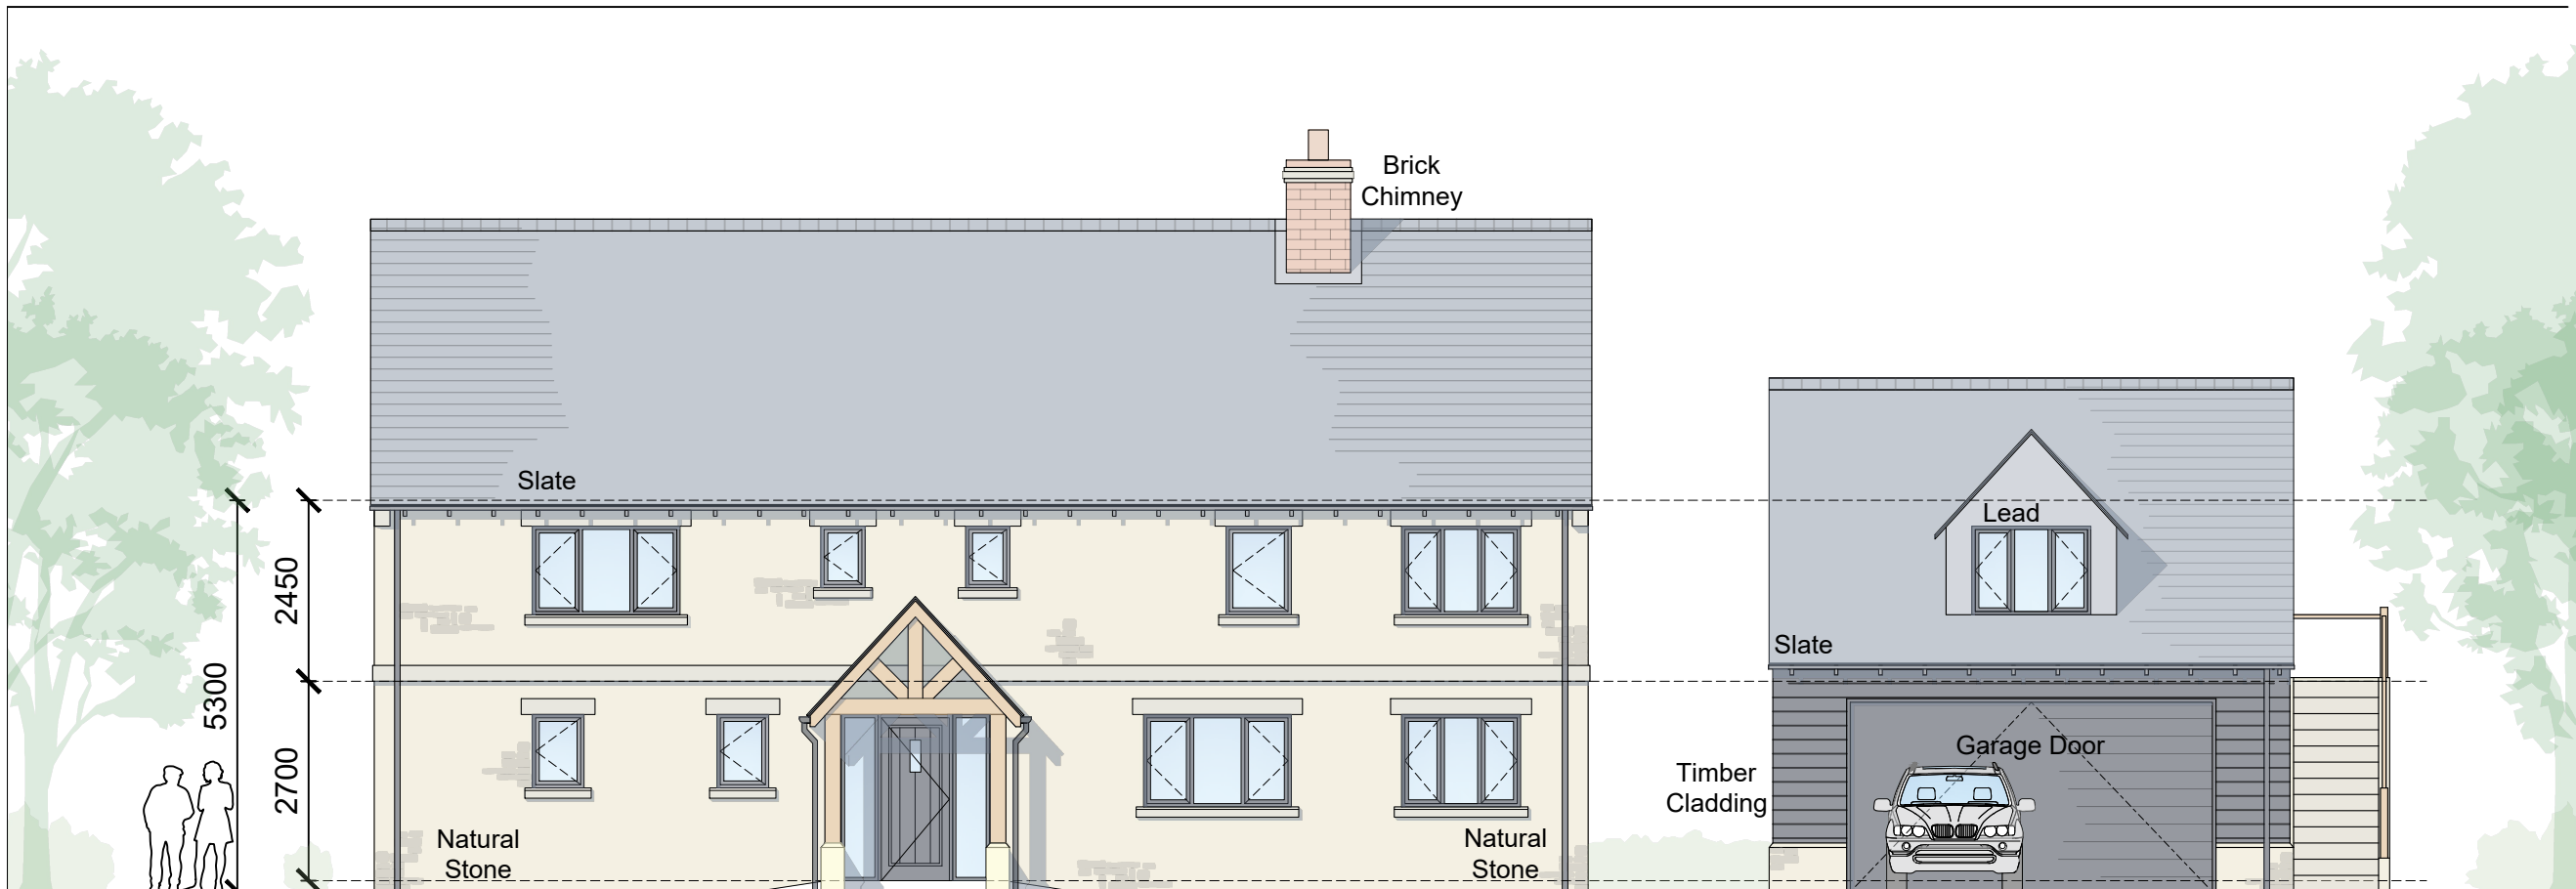 Brick
Chimney
Slate
Lead
2450
Slate
5300
Garage Door
2700
Timber
Cladding
Natural
Stone
Natural
Stone